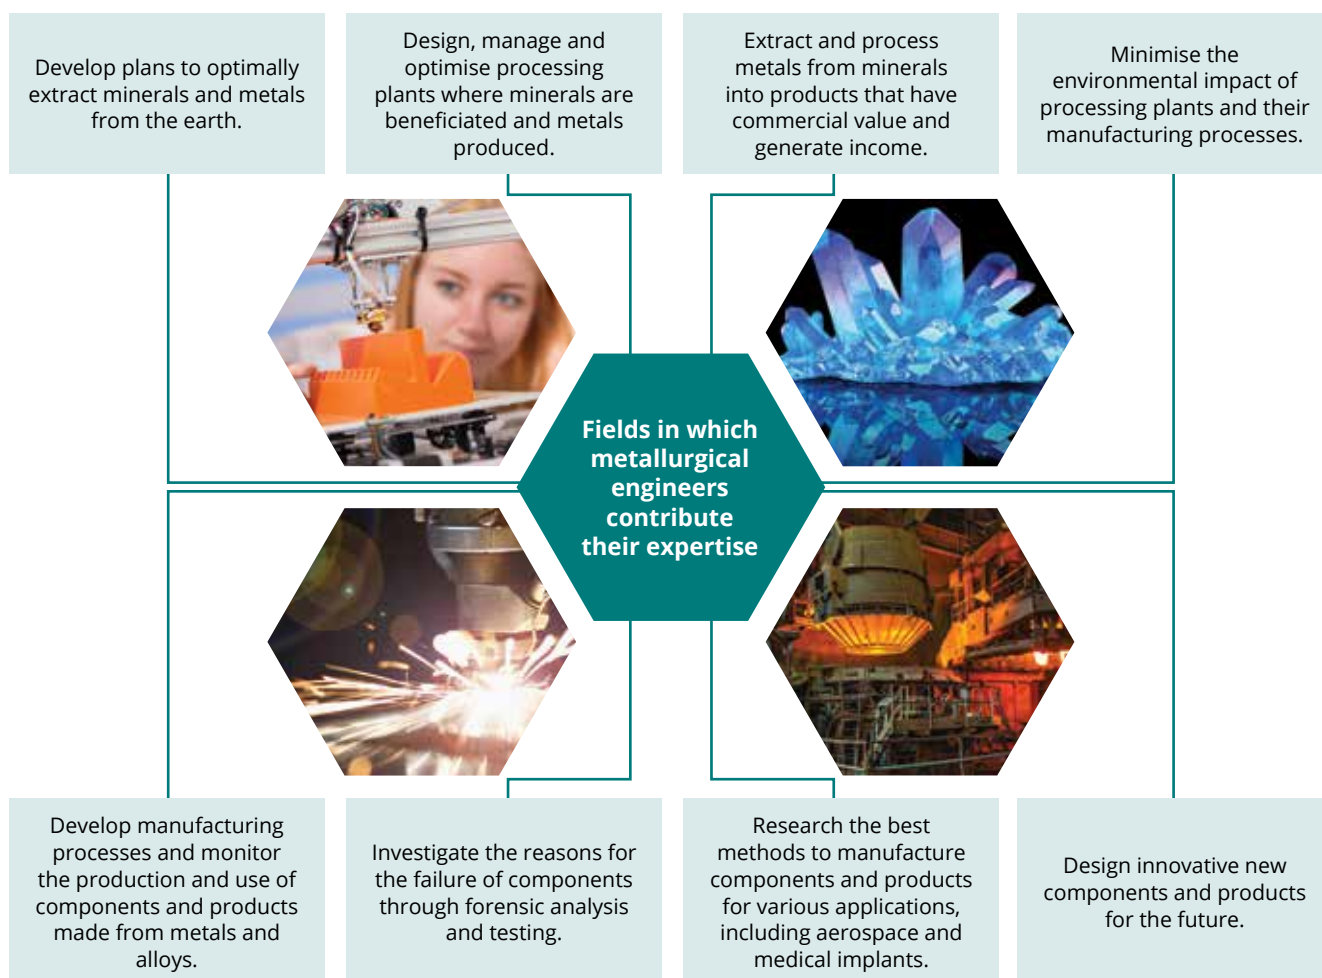 Develop plans to optimally
extract minerals and metals
from the earth.
Design, manage and
optimise processing
plants where minerals are
beneficiated and metals
produced.
Extract and process
metals from minerals
into products that have
commercial value and
generate income.
Minimise the
environmental impact of
processing plants and their
manufacturing processes.
Fields in which
metallurgical
engineers
contribute
their expertise
Develop manufacturing
processes and monitor
the production and use of
components and products
made from metals and
alloys.
Investigate the reasons for
the failure of components
through forensic analysis
and testing.
Research the best
methods to manufacture
components and products
for various applications,
including aerospace and
medical implants.
Design innovative new
components and products
for the future.